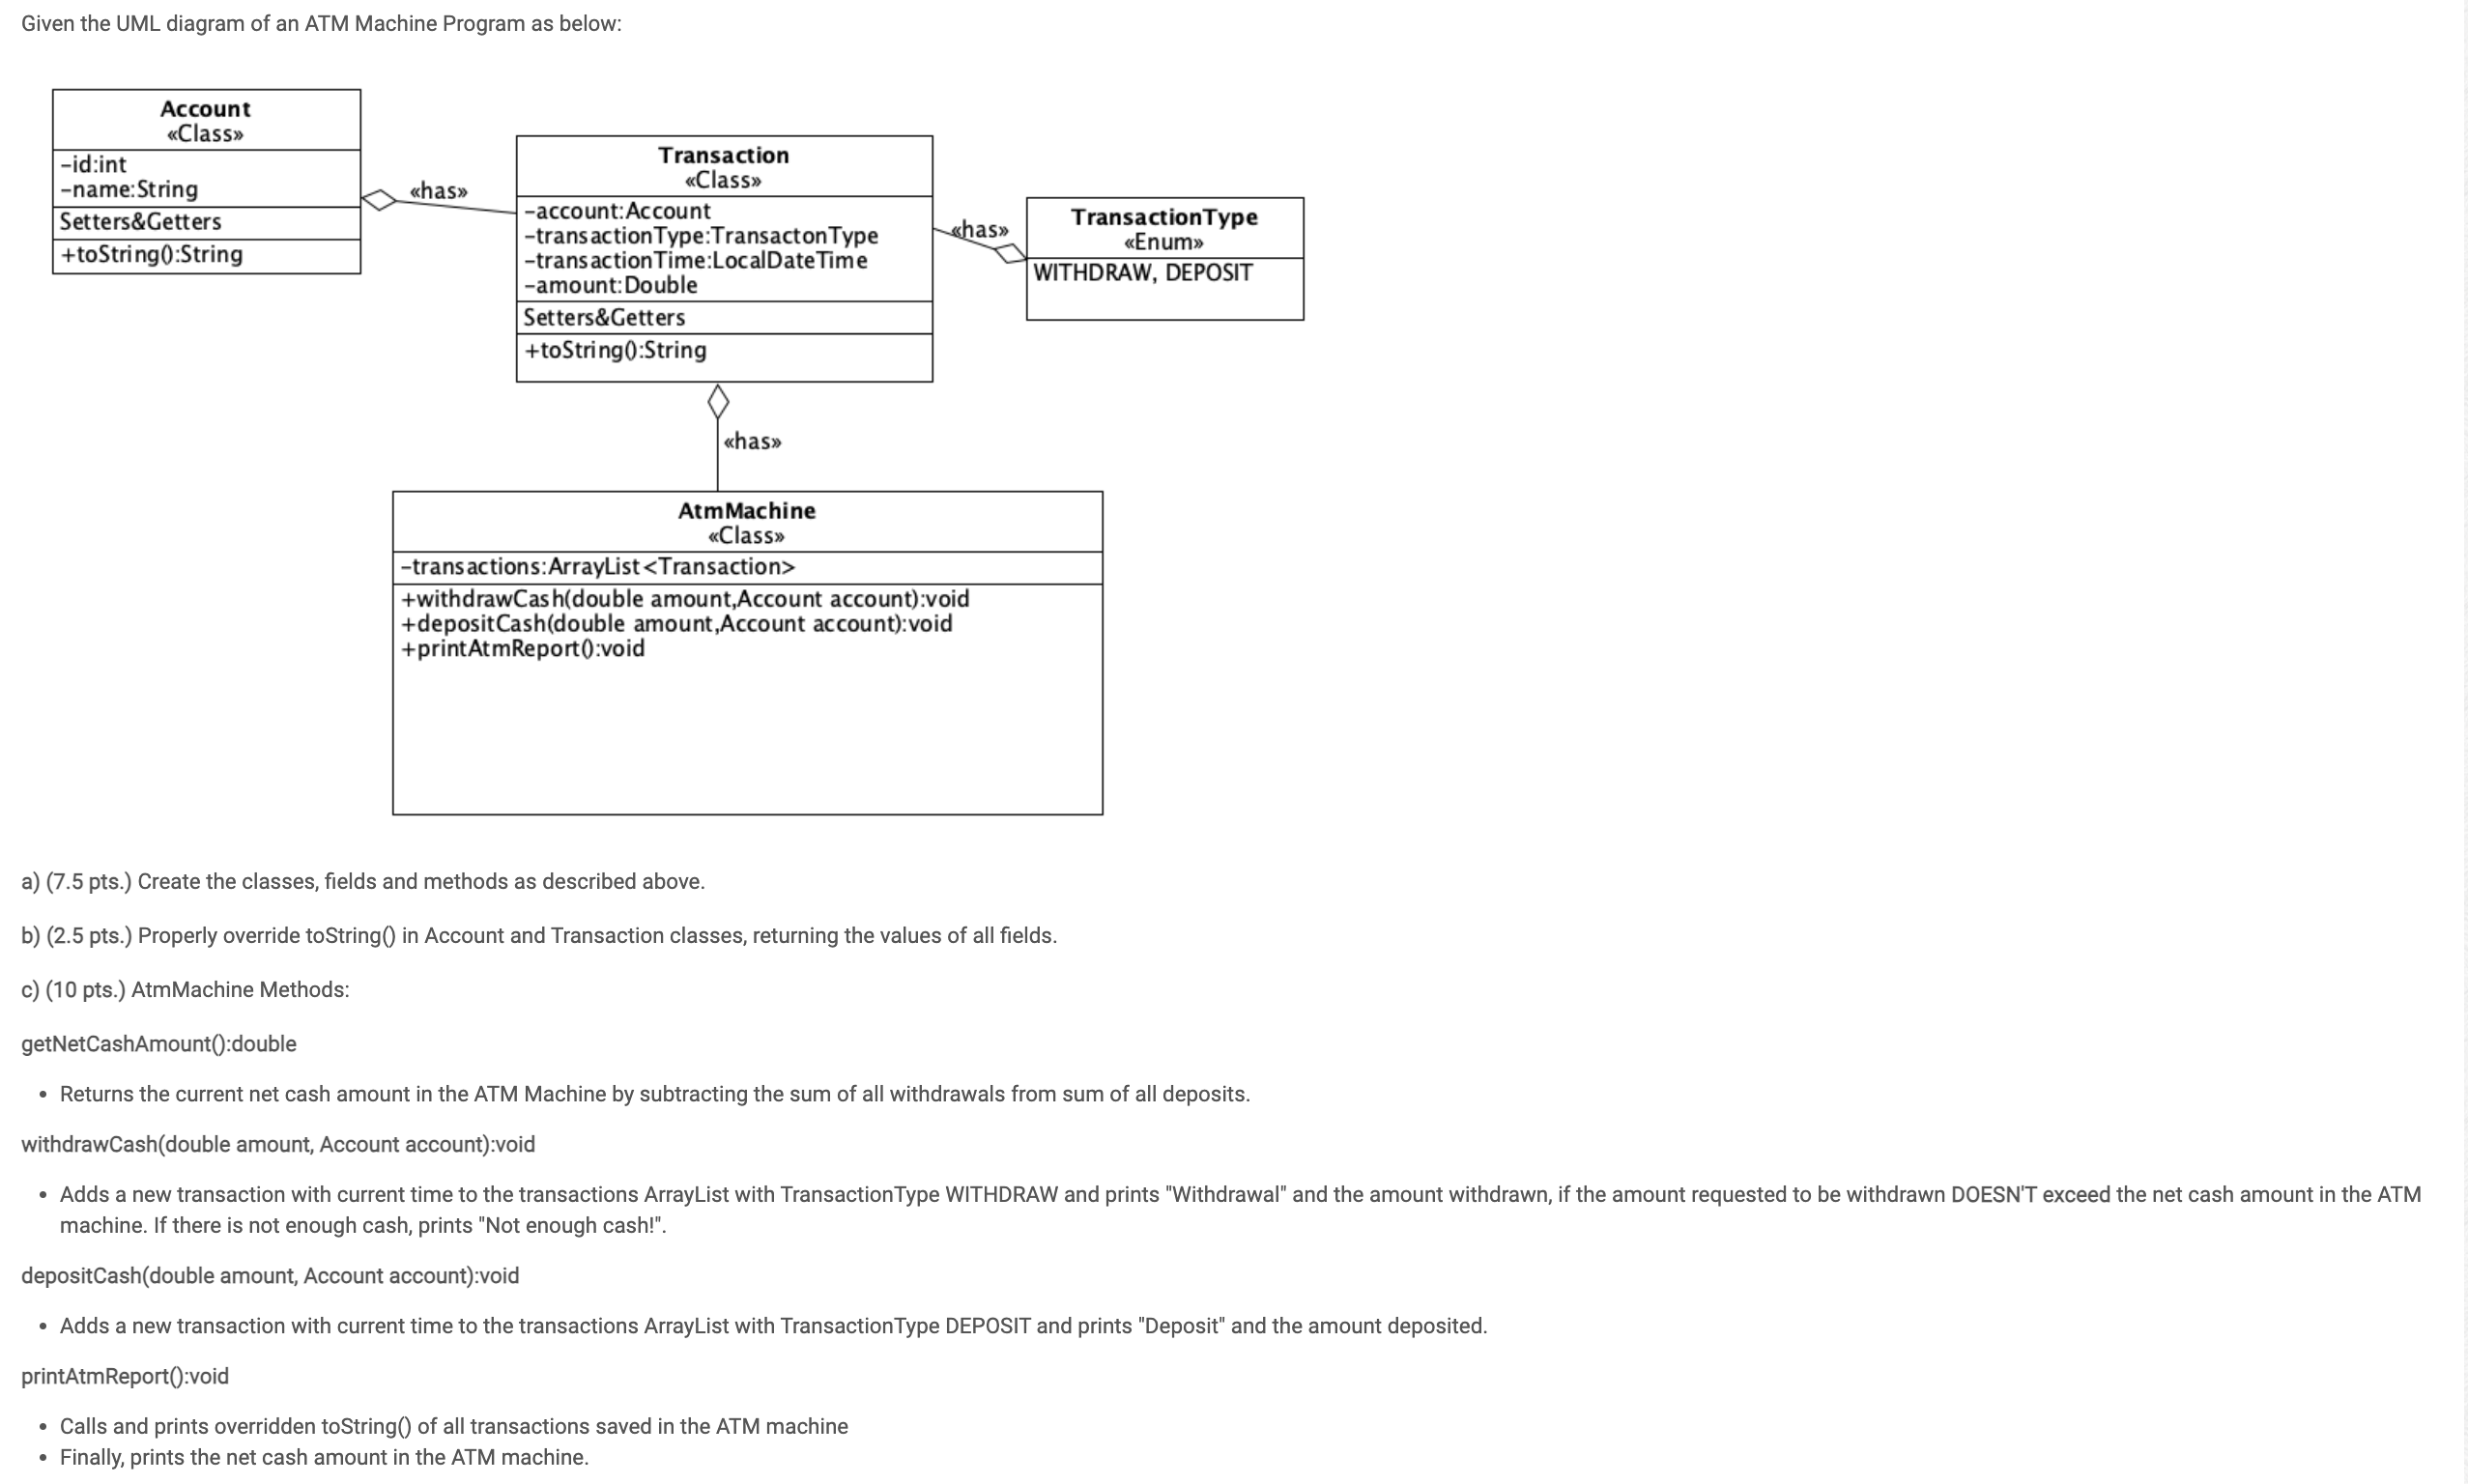 Given the UML diagram of an ATM Machine Program as below:
Account
«Class»
-id:int
-name:String
Setters&Getters
+toString():String
«has»
Transaction
«Class»
-account:Account
-transactionType:TransactonType
-transactionTime:LocalDateTime
-amount:Double
Setters&Getters
+toString():String
«has»
TransactionType
«Enum»
WITHDRAW, DEPOSIT
«has»
AtmMachine
«Class»
-transactions:ArrayList<Transaction>
+withdrawCash(double amount,Account account):void
+depositCash(double amount,Account account):void
+printAtmReport():void
a) (7.5 pts.) Create the classes, fields and methods as described above.
b) (2.5 pts.) Properly override toString() in Account and Transaction classes, returning the values of all fields.
c) (10 pts.) AtmMachine Methods:
getNetCashAmount():double
• Returns the current net cash amount in the ATM Machine by subtracting the sum of all withdrawals from sum of all deposits.
withdrawCash(double amount, Account account):void
• Adds a new transaction with current time to the transactions ArrayList with TransactionType WITHDRAW and prints "Withdrawal" and the amount withdrawn, if the amount requested to be withdrawn DOESN'T exceed the net cash amount in the ATM
machine. If there is not enough cash, prints "Not enough cash!".
depositCash(double amount, Account account):void
• Adds a new transaction with current time to the transactions ArrayList with TransactionType DEPOSIT and prints "Deposit" and the amount deposited.
printAtmReport():void
• Calls and prints overridden toString() of all transactions saved in the ATM machine
• Finally, prints the net cash amount in the ATM machine.